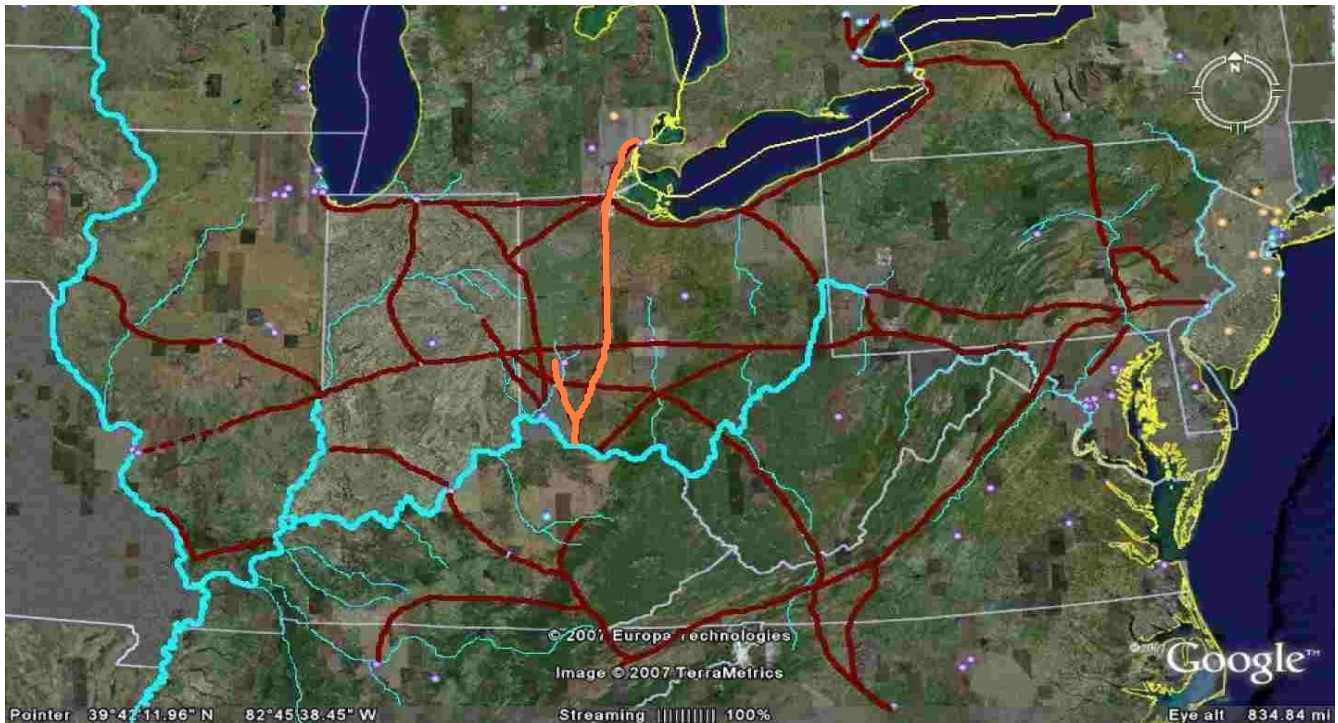 N
© 2007 Europa Technologies
Image © 2007 TerraMetrics
© 2007 Google™
Pointer 39°42'11.96" N 82°45'38.45" W Streaming |||||||||| 100% Eye alt 834.84 mi